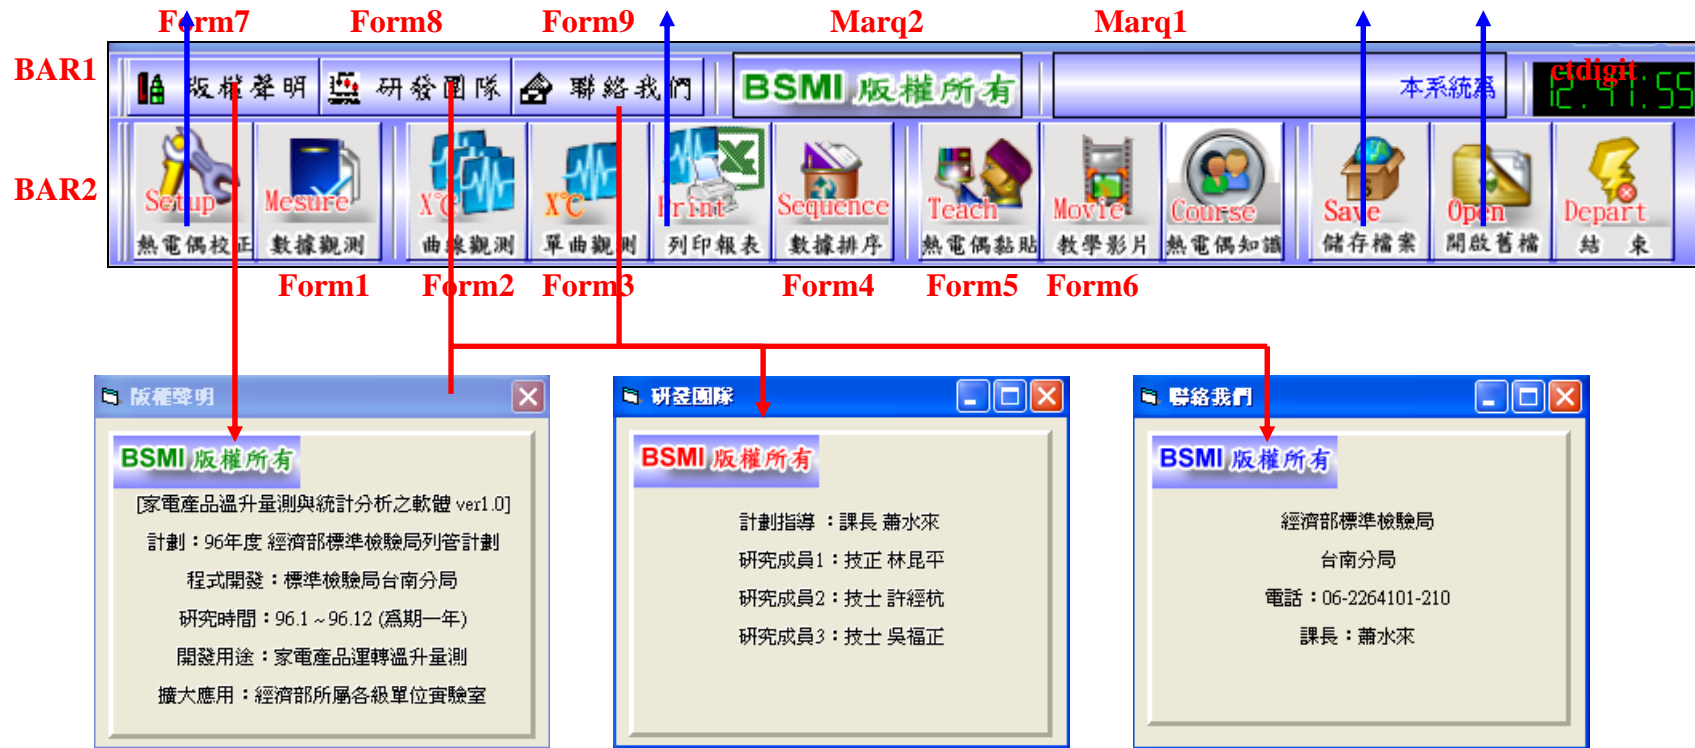 Form7 Form8 Form9 Marq2 Marq1
BAR1
版權聲明 研發團隊 聯絡我們 BSMI 版權所有 本系統為 ctdigit
BAR2
Setup Mesure X℃ X℃ Print Sequence Teach Movie Course Save Open Depart
熱電偶校正 數據觀測 曲線觀測 單曲觀測 列印報表 數據排序 熱電偶黏貼 教學影片 熱電偶知識 儲存檔案 開啟舊檔 結 束
Form1 Form2 Form3 Form4 Form5 Form6
版權聲明
BSMI 版權所有
[家電產品溫升量測與統計分析之軟體 ver1.0]
計劃：96年度 經濟部標準檢驗局列管計劃
程式開發：標準檢驗局台南分局
研究時間：96.1 ~ 96.12 (為期一年)
開發用途：家電產品運轉溫升量測
擴大應用：經濟部所屬各級單位實驗室
研發團隊
BSMI 版權所有
計劃指導 ：課長 蕭水來
研究成員1：技正 林昆平
研究成員2：技士 許經杭
研究成員3：技士 吳福正
聯絡我們
BSMI 版權所有
經濟部標準檢驗局
台南分局
電話：06-2264101-210
課長：蕭水來